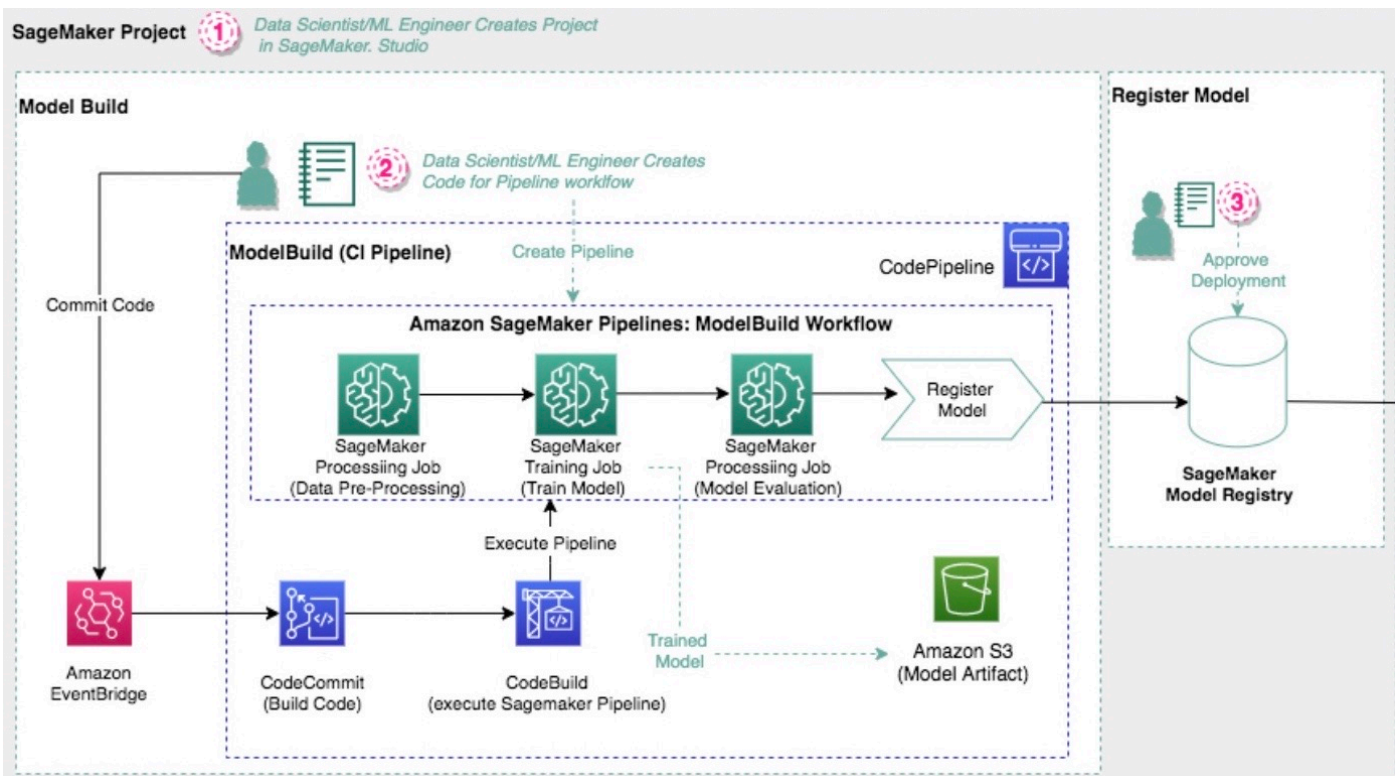 SageMaker Project
1
Data Scientist/ML Engineer Creates Project
in SageMaker. Studio
Model Build
Register Model
2
Data Scientist/ML Engineer Creates
Code for Pipeline worklfow
3
Approve
Deployment
ModelBuild (CI Pipeline)
Create Pipeline
CodePipeline
Commit Code
Amazon SageMaker Pipelines: ModelBuild Workflow
SageMaker
Processiing Job
(Data Pre-Processing)
SageMaker
Training Job
(Train Model)
SageMaker
Processiing Job
(Model Evaluation)
Register
Model
SageMaker
Model Registry
Execute Pipeline
Amazon
EventBridge
CodeCommit
(Build Code)
CodeBuild
(execute Sagemaker Pipeline)
Trained
Model
Amazon S3
(Model Artifact)